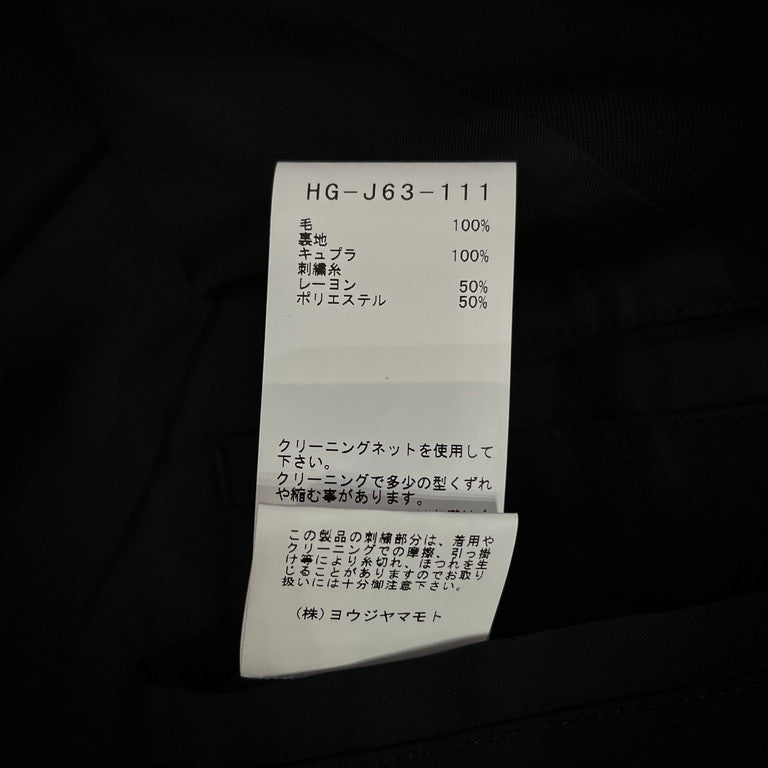 HG-J63-111
毛 100%
裏地
キュプラ 100%
刺繍糸
レーヨン 50%
ポリエステル 50%
クリーニングネットを使用して
下さい。
クリーニングで多少の型くずれ
や縮む事があります。
この製品の刺繍部分は、着用や
クリーニングでの摩擦、引っ掛
け等により糸切れ、ほつれを生
じることがありますのでお取り
扱いには十分御注意下さい。
(株)ヨウジヤマモト